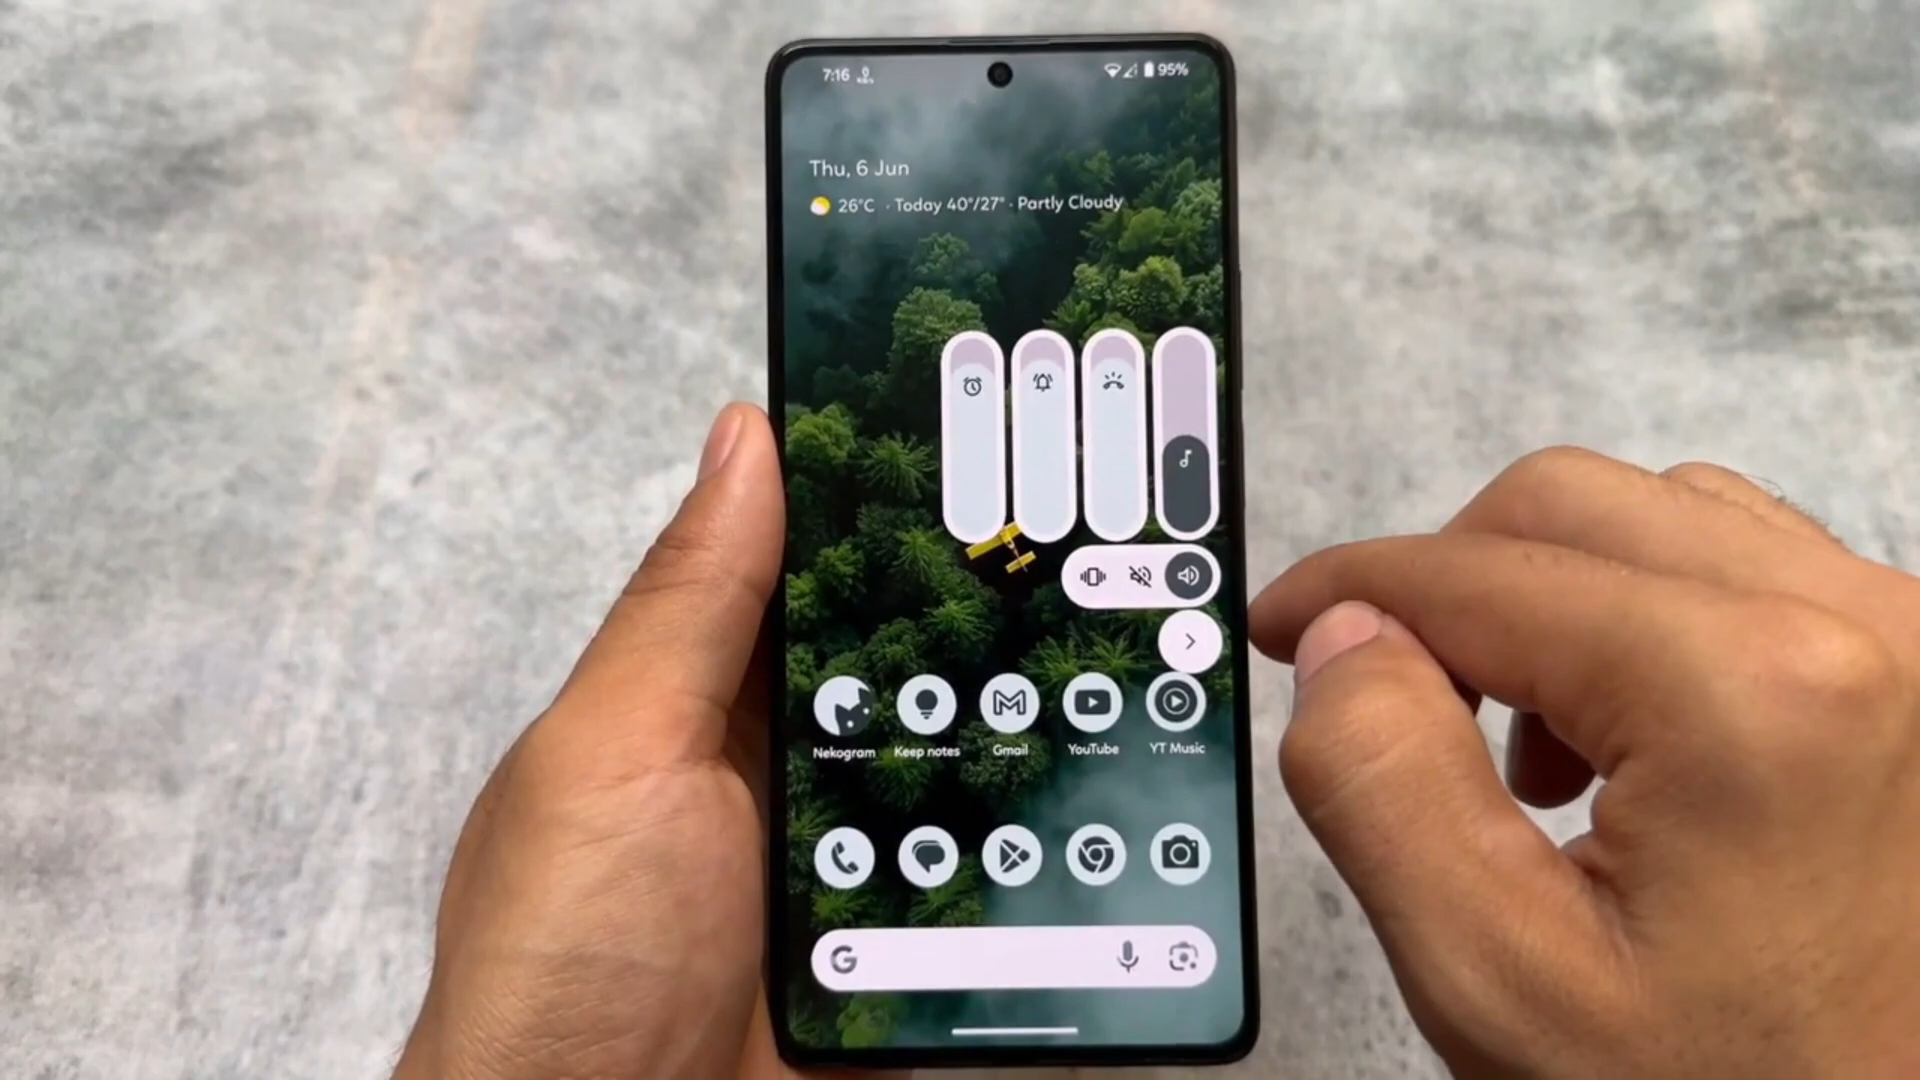 7:16 0
95%
Thu, 6 Jun
26°C · Today 40°/27° · Partly Cloudy
Nekogram
Keep notes
Gmail
YouTube
YT Music
G